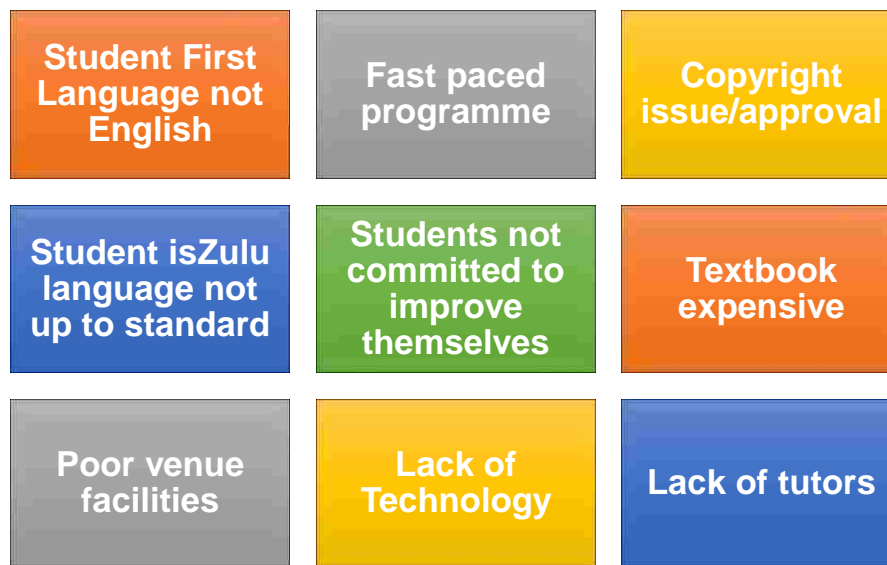 Student First
Language not
English
Fast paced
programme
Copyright
issue/approval
Student isZulu
language not
up to standard
Students not
committed to
improve
themselves
Textbook
expensive
Poor venue
facilities
Lack of
Technology
Lack of tutors